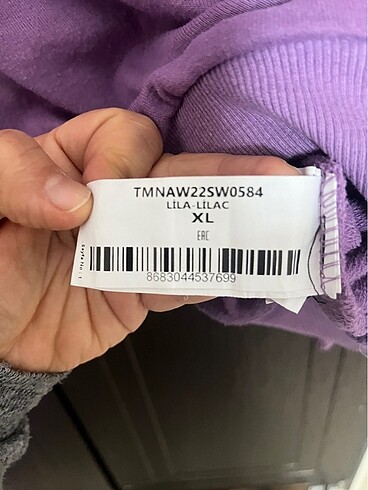 TMNAW22SW0584
LİLA-LİLAC
XL
EAC
8683044537699